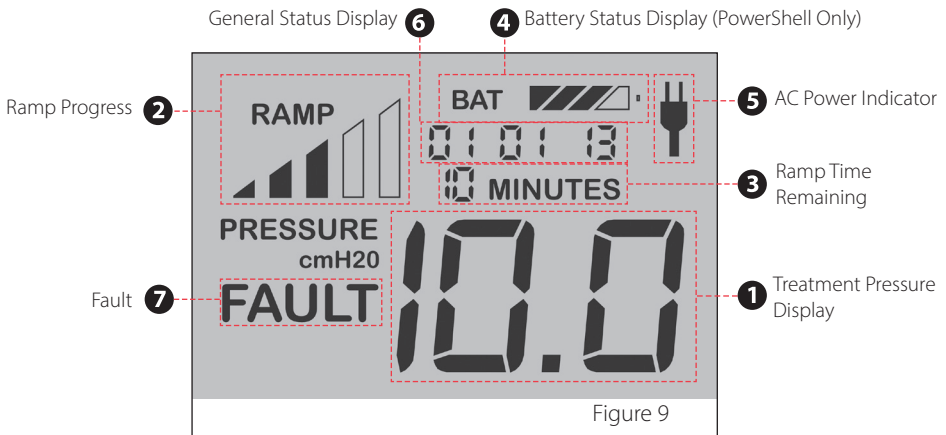 General Status Display 6
4 Battery Status Display (PowerShell Only)
Ramp Progress 2
RAMP
BAT
5 AC Power Indicator
01 01 13
10 MINUTES
3 Ramp Time
Remaining
PRESSURE
cmH20
Fault 7
FAULT
10.0
1 Treatment Pressure
Display
Figure 9